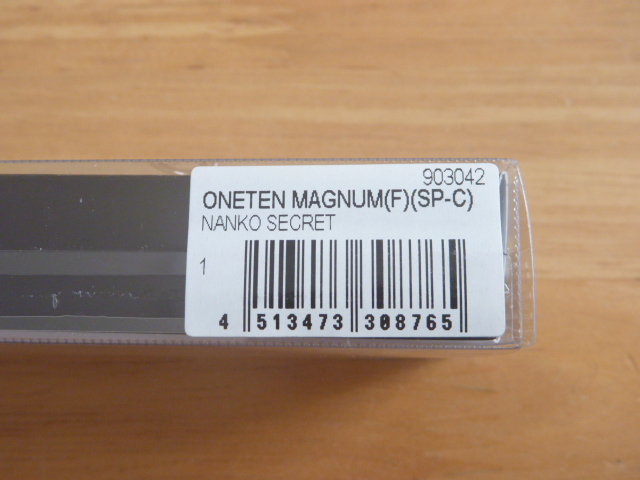 903042
ONETEN MAGNUM(F)(SP-C)
NANKO SECRET
1
4 513473 308765